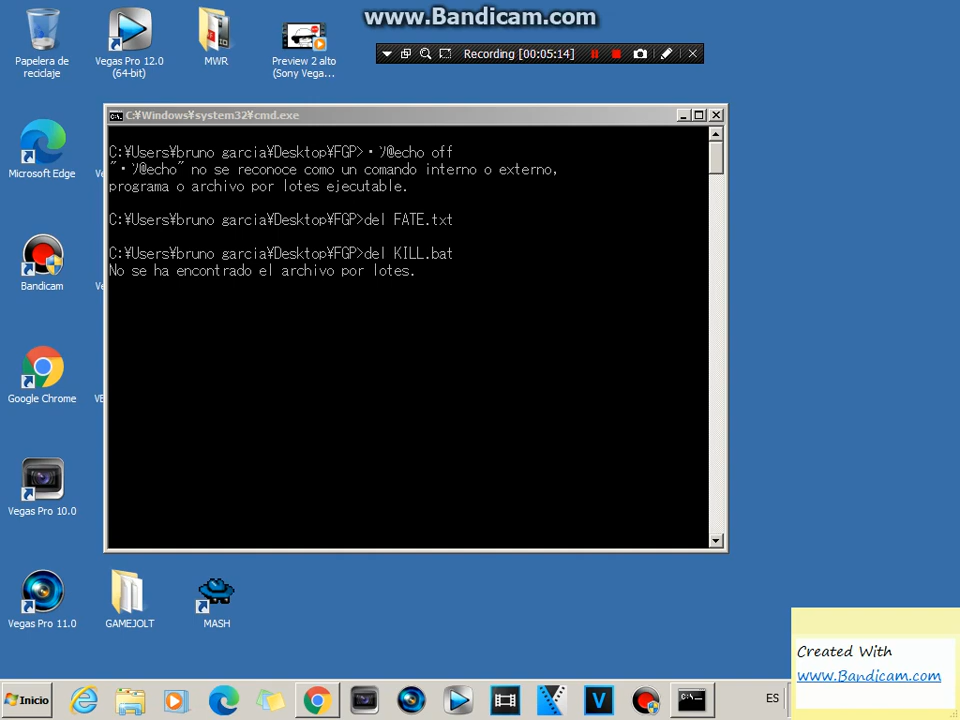 www.Bandicam.com
Recording [00:05:14]
Papelera de
reciclaje
Vegas Pro 12.0
(64-bit)
MWR
Preview 2 alto
(Sony Vega...
C:¥Windows¥system32¥cmd.exe
C:¥Users¥bruno garcia¥Desktop¥FGP>・ｿ@echo off
"・ｿ@echo" no se reconoce como un comando interno o externo,
programa o archivo por lotes ejecutable.
C:¥Users¥bruno garcia¥Desktop¥FGP>del FATE.txt
C:¥Users¥bruno garcia¥Desktop¥FGP>del KILL.bat
No se ha encontrado el archivo por lotes.
Microsoft Edge
Bandicam
Google Chrome
Vegas Pro 10.0
Vegas Pro 11.0
GAMEJOLT
MASH
Created With
www.Bandicam.com
Inicio
ES